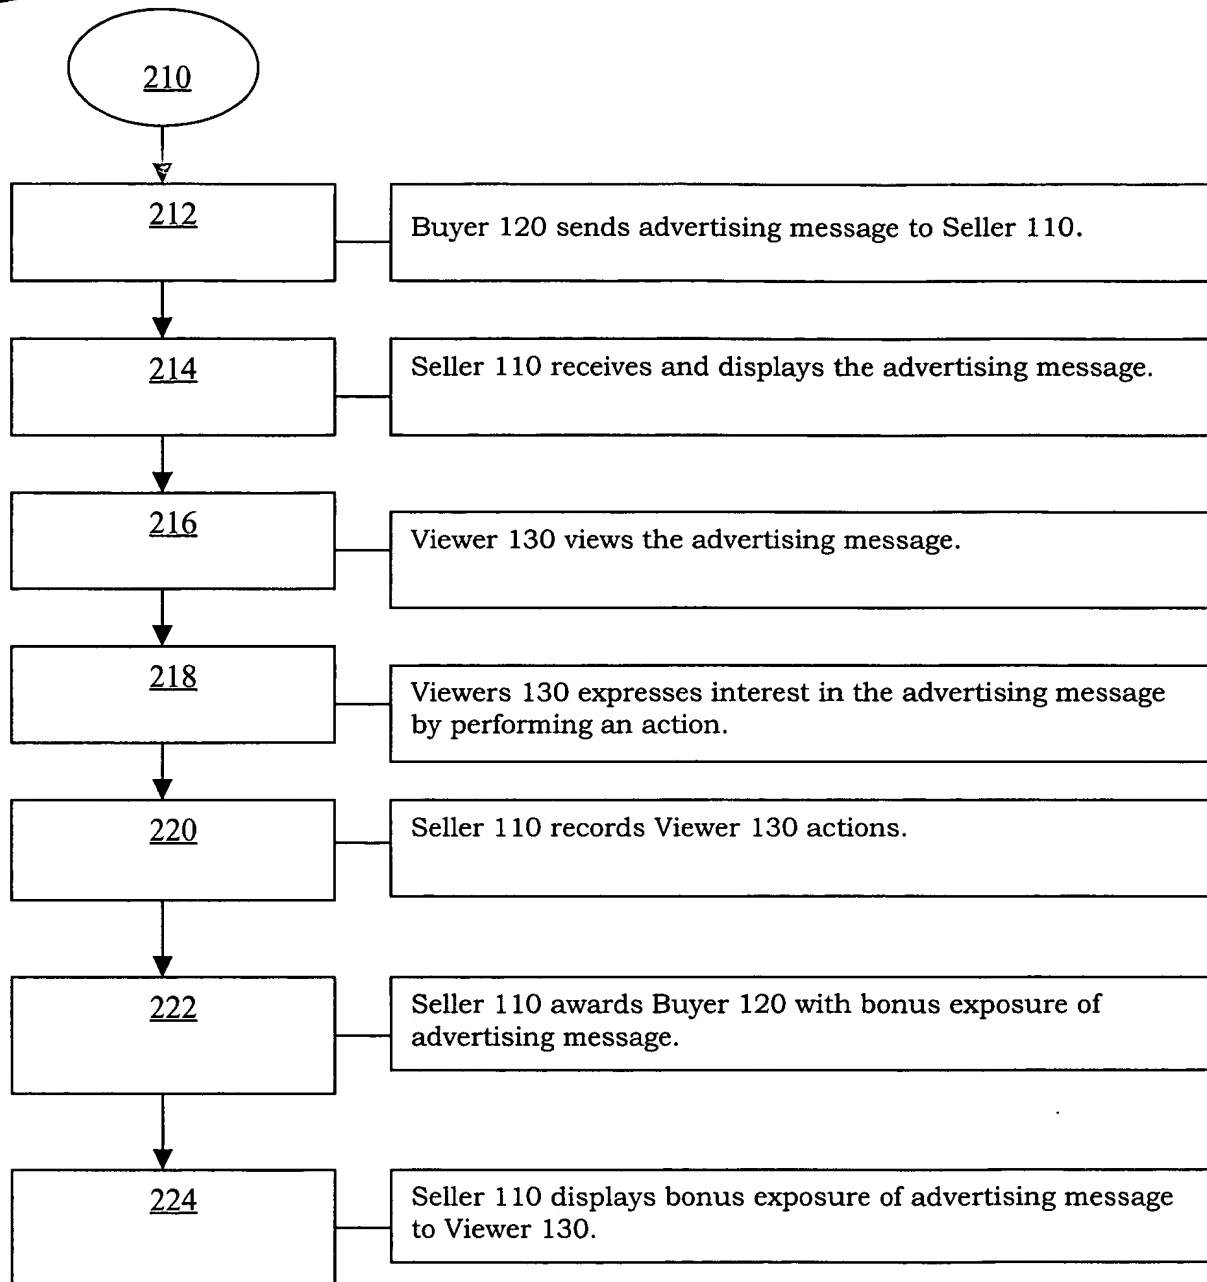 210
212
Buyer 120 sends advertising message to Seller 110.
214
Seller 110 receives and displays the advertising message.
216
Viewer 130 views the advertising message.
218
Viewers 130 expresses interest in the advertising message
by performing an action.
220
Seller 110 records Viewer 130 actions.
222
Seller 110 awards Buyer 120 with bonus exposure of
advertising message.
224
Seller 110 displays bonus exposure of advertising message
to Viewer 130.